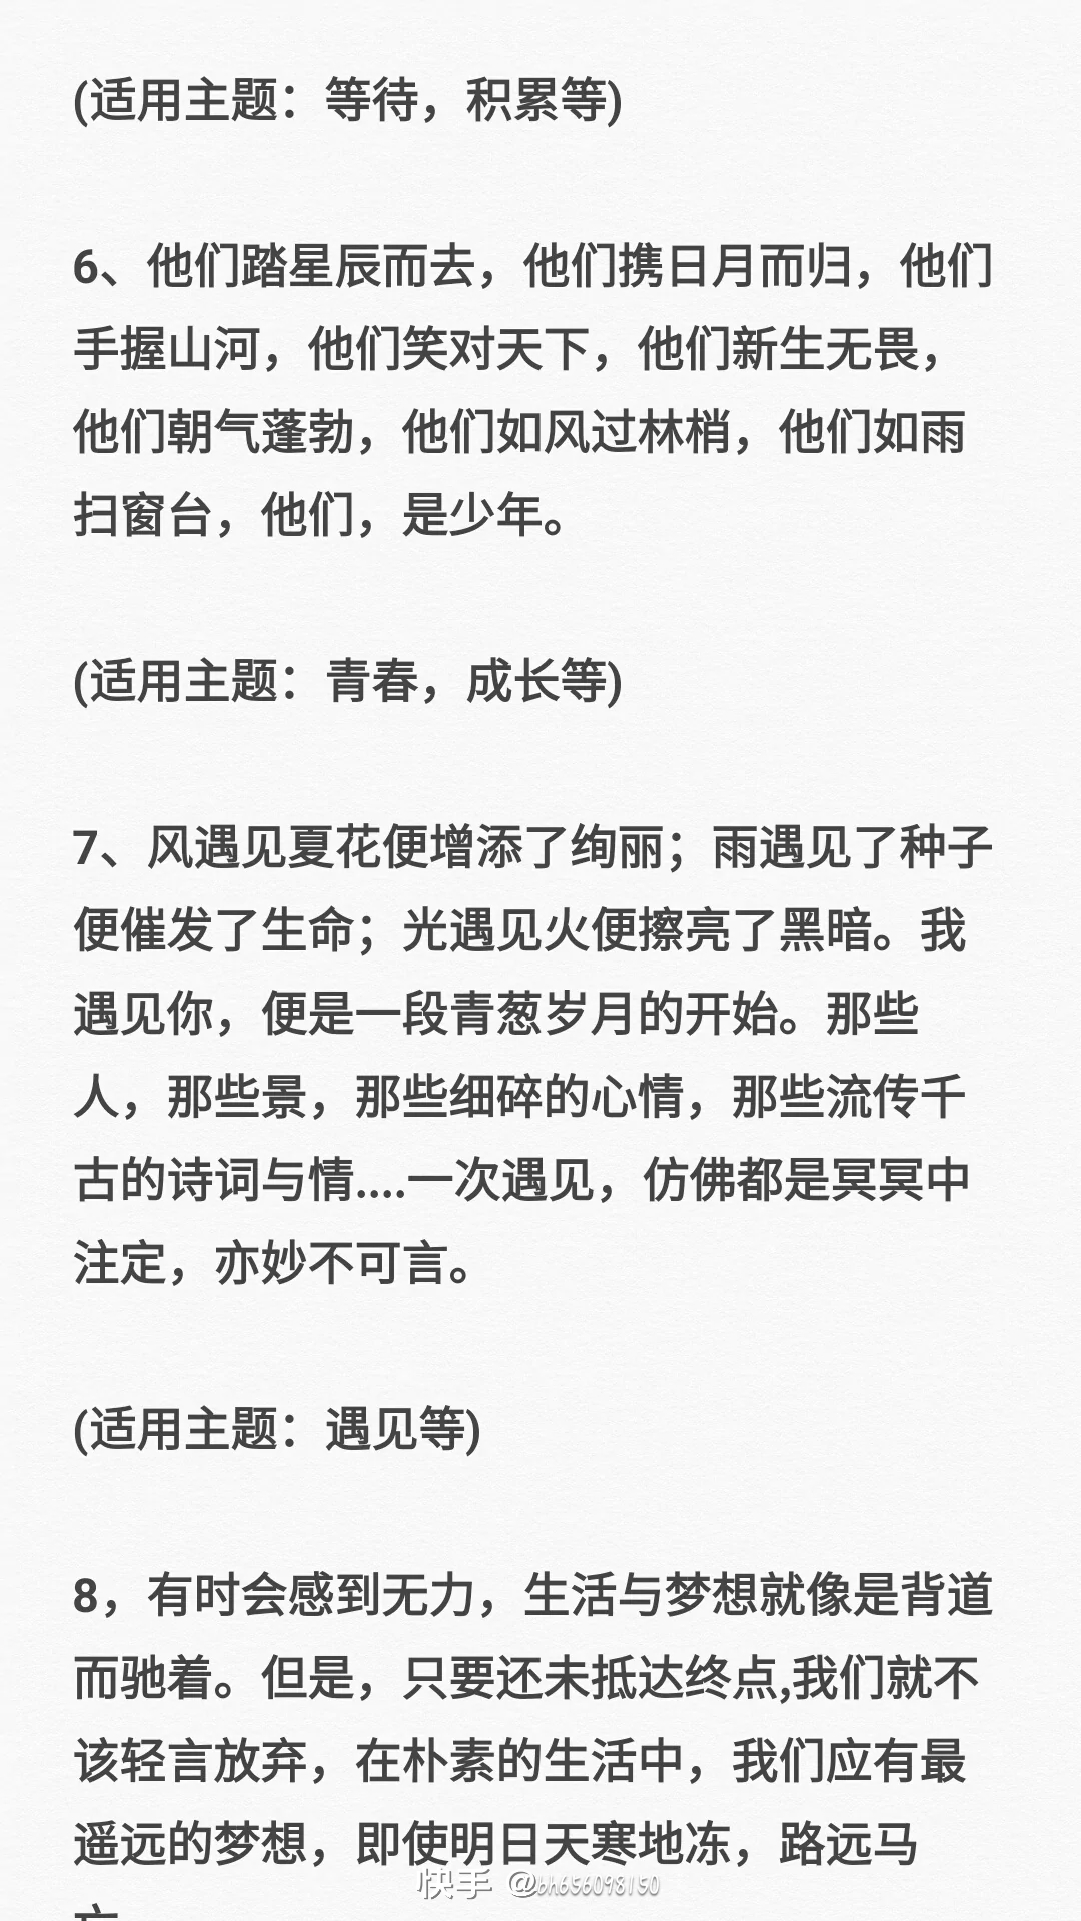 (适用主题：等待，积累等)
6、他们踏星辰而去，他们携日月而归，他们
手握山河，他们笑对天下，他们新生无畏，
他们朝气蓬勃，他们如风过林梢，他们如雨
扫窗台，他们，是少年。
(适用主题：青春，成长等)
7、风遇见夏花便增添了绚丽；雨遇见了种子
便催发了生命；光遇见火便擦亮了黑暗。我
遇见你，便是一段青葱岁月的开始。那些
人，那些景，那些细碎的心情，那些流传千
古的诗词与情....一次遇见，仿佛都是冥冥中
注定，亦妙不可言。
(适用主题：遇见等)
8，有时会感到无力，生活与梦想就像是背道
而驰着。但是，只要还未抵达终点,我们就不
该轻言放弃，在朴素的生活中，我们应有最
遥远的梦想，即使明日天寒地冻，路远马
快手 @bh656098150